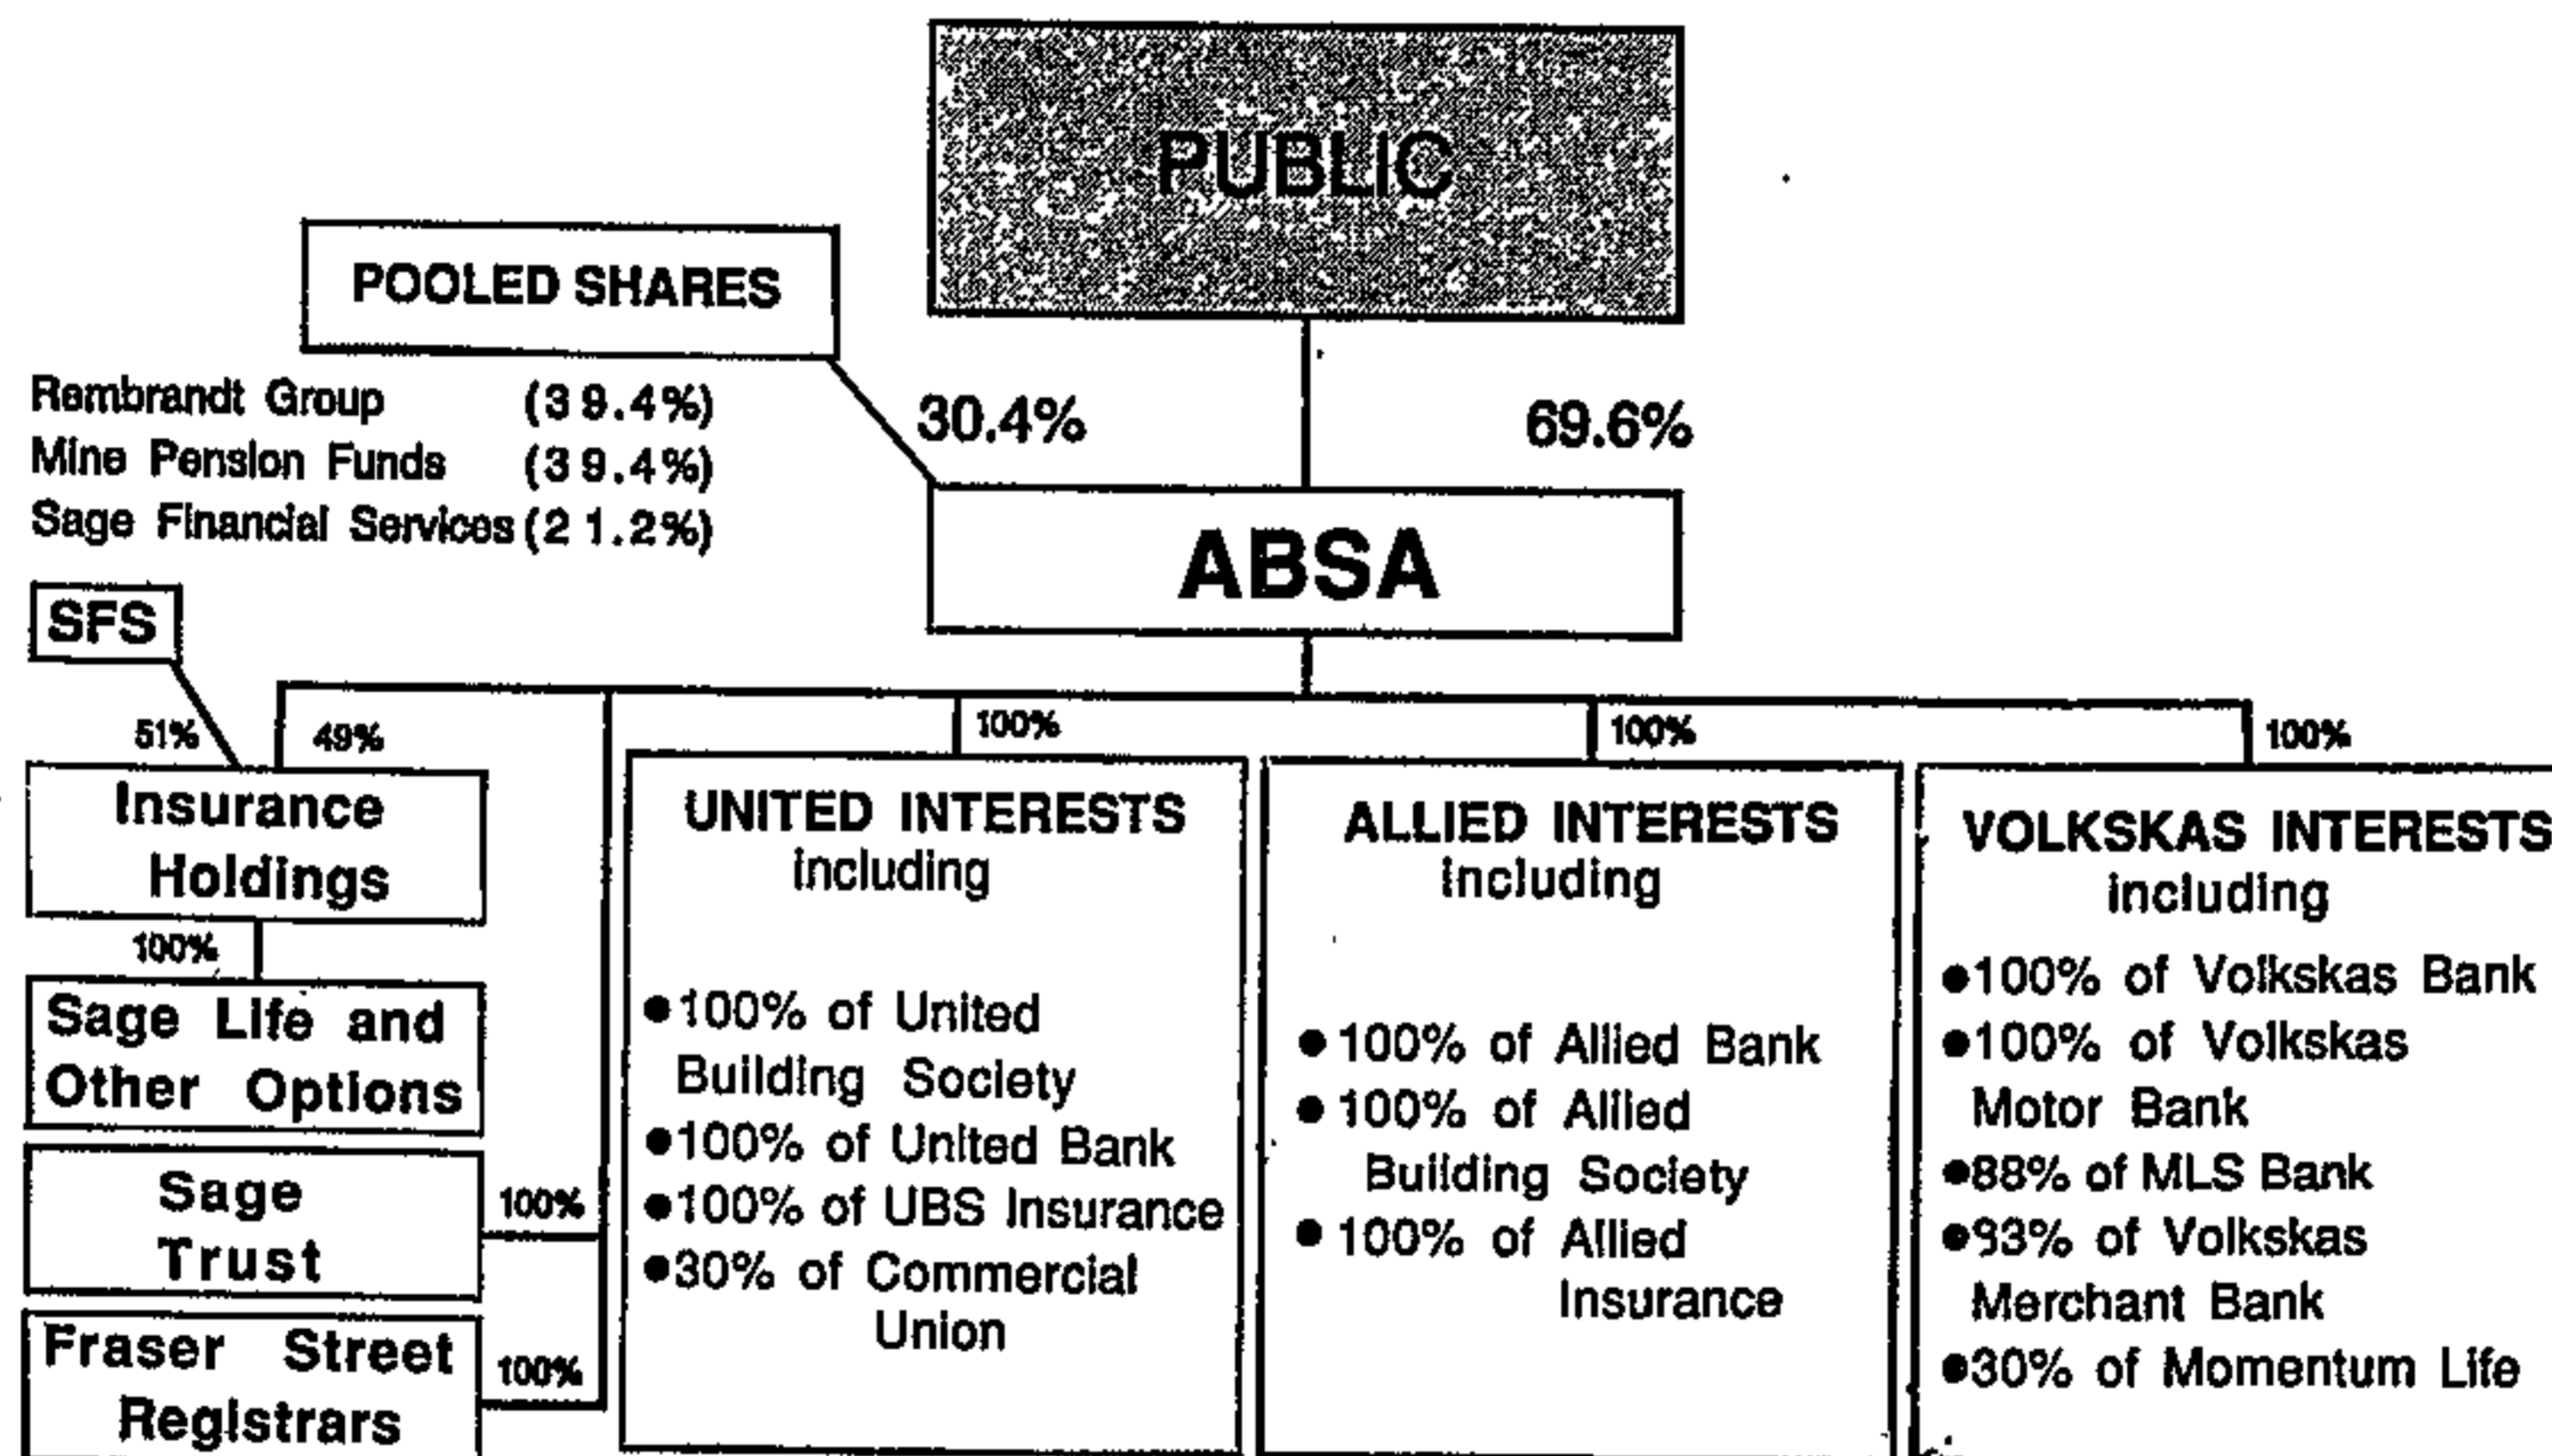 PUBLIC
POOLED SHARES
Rembrandt Group (39.4%)
Mine Pension Funds (39.4%)
Sage Financial Services (21.2%)
30.4%
69.6%
ABSA
SFS
51%
49%
100%
100%
100%
Insurance
Holdings
100%
Sage Life and
Other Options
Sage
Trust
100%
Fraser Street
Registrars
100%
UNITED INTERESTS
including
●100% of United
Building Society
●100% of United Bank
●100% of UBS Insurance
●30% of Commercial
Union
ALLIED INTERESTS
including
●100% of Allied Bank
●100% of Allied
Building Society
●100% of Allied
Insurance
VOLKSKAS INTERESTS
including
●100% of Volkskas Bank
●100% of Volkskas
Motor Bank
●88% of MLS Bank
●93% of Volkskas
Merchant Bank
●30% of Momentum Life